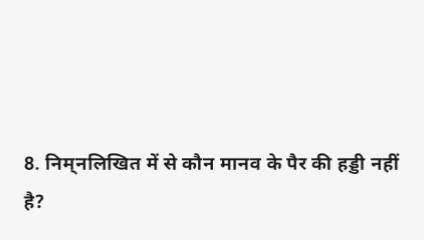 8. निम्नलिखित में से कौन मानव के पैर की हड्डी नहीं
है?